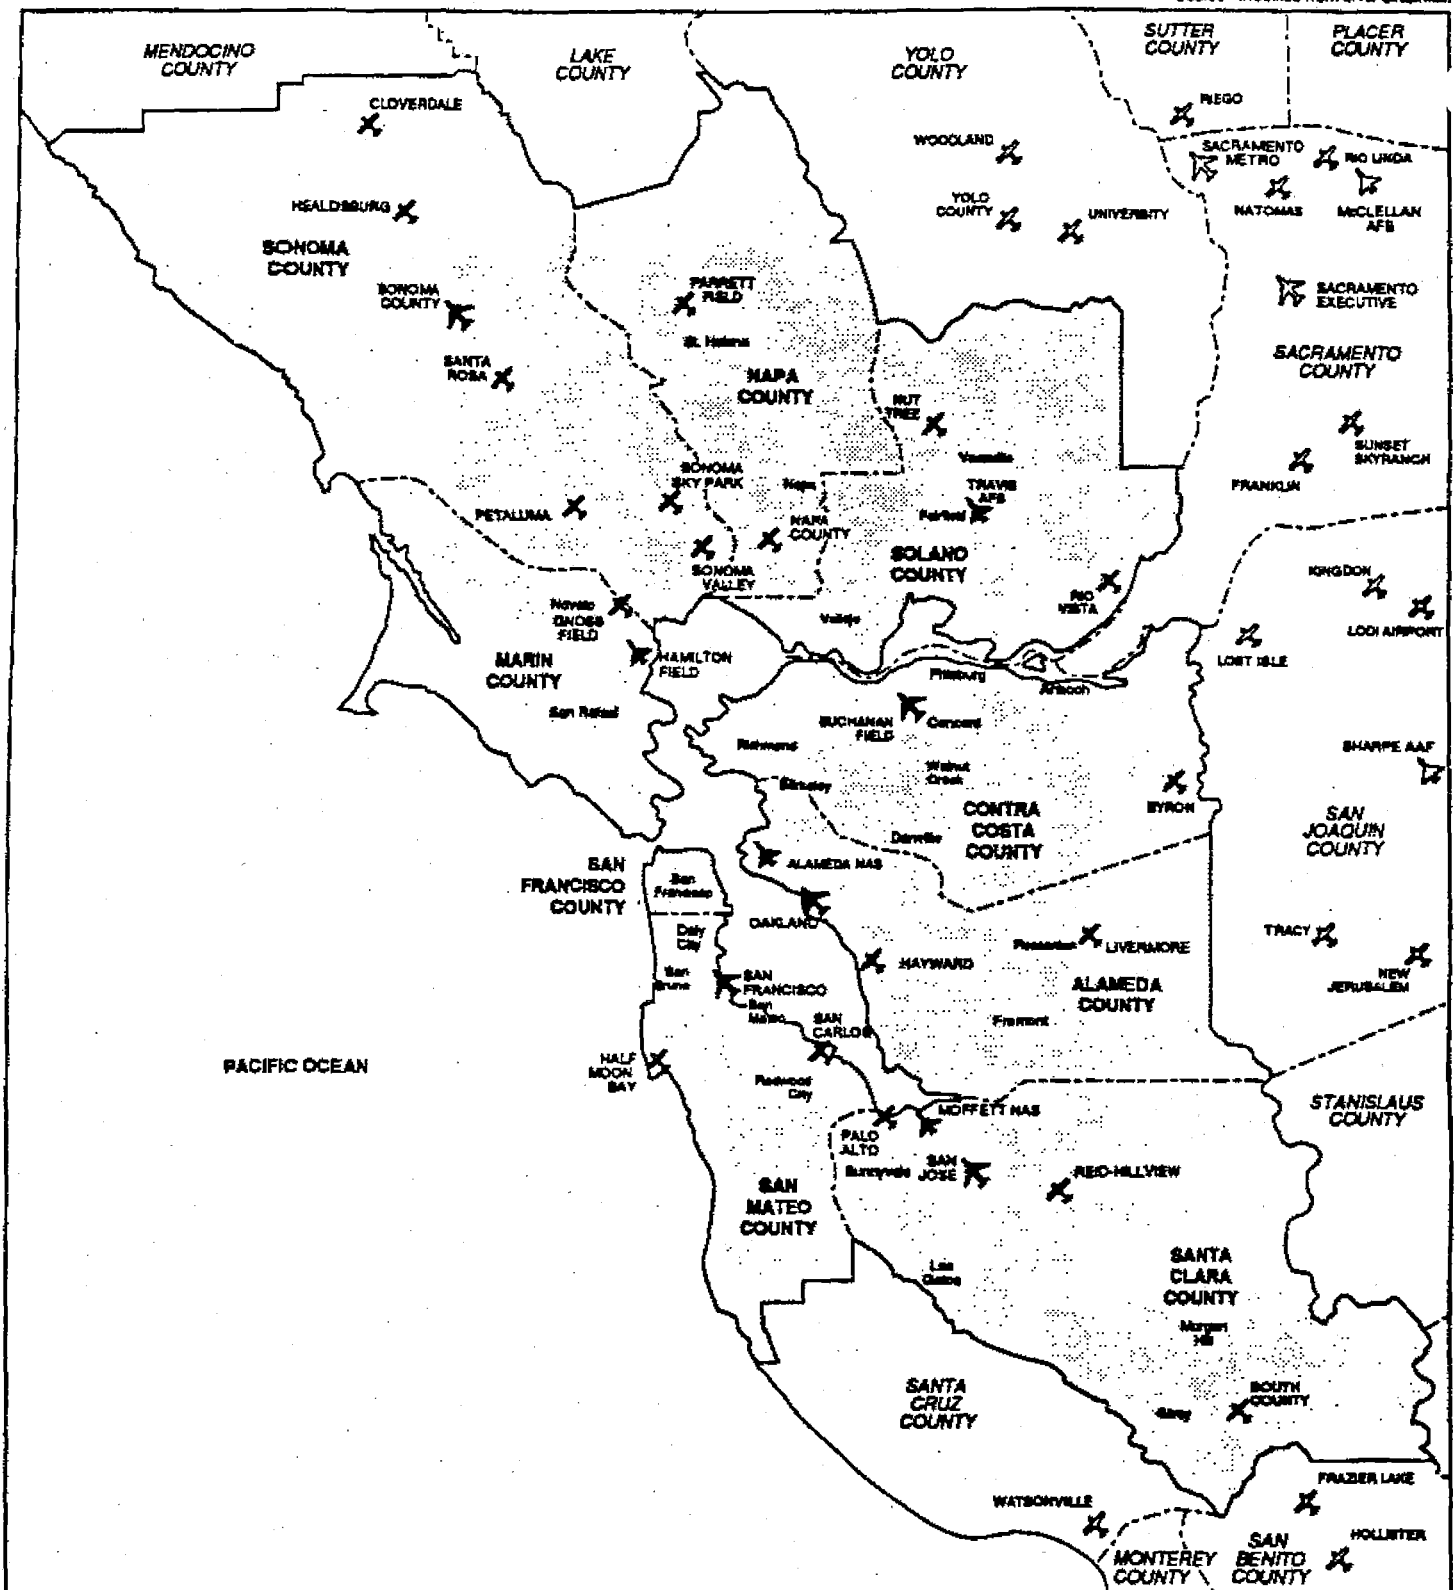 MENDOCINO
COUNTY
LAKE
COUNTY
YOLO
COUNTY
SUTTER
COUNTY
PLACER
COUNTY
CLOVERDALE
RIEGO
WOODLAND
SACRAMENTO
METRO
RIO LINDA
HEALDSBURG
YOLO
COUNTY
UNIVERSITY
NATOMAS
McCLELLAN
AFB
SONOMA
COUNTY
SONOMA
COUNTY
PARRETT
FIELD
SACRAMENTO
EXECUTIVE
St. Helena
SANTA
ROSA
NAPA
COUNTY
SACRAMENTO
COUNTY
NUT
TREE
SUNSET
SKYRANCH
FRANKLIN
Vacaville
SONOMA
SKY PARK
Napa
TRAVIS
AFB
Fairfield
PETALUMA
NAPA
COUNTY
SOLANO
COUNTY
SONOMA
VALLEY
KINGDON
RIO
VISTA
LODI AIRPORT
Novato
GNOSS
FIELD
Vallejo
LOST ISLE
MARIN
COUNTY
HAMILTON
FIELD
Pittsburg
Antioch
San Rafael
BUCHANAN
FIELD
Concord
Richmond
SHARPE AAF
Walnut
Creek
Berkeley
BYRON
CONTRA
COSTA
COUNTY
SAN
JOAQUIN
COUNTY
Danville
SAN
FRANCISCO
COUNTY
San
Francisco
ALAMEDA NAS
OAKLAND
Daly
City
TRACY
Pleasanton
LIVERMORE
HAYWARD
San
Bruno
SAN
FRANCISCO
NEW
JERUSALEM
ALAMEDA
COUNTY
San
Mateo
SAN
CARLOS
Fremont
PACIFIC OCEAN
HALF
MOON
BAY
Redwood
City
MOFFETT NAS
STANISLAUS
COUNTY
PALO
ALTO
Sunnyvale
SAN
JOSE
REID-HILLVIEW
SAN
MATEO
COUNTY
Los
Gatos
SANTA
CLARA
COUNTY
Morgan
Hill
SANTA
CRUZ
COUNTY
SOUTH
COUNTY
Gilroy
FRAZIER LAKE
WATSONVILLE
HOLLISTER
MONTEREY
COUNTY
SAN
BENITO
COUNTY